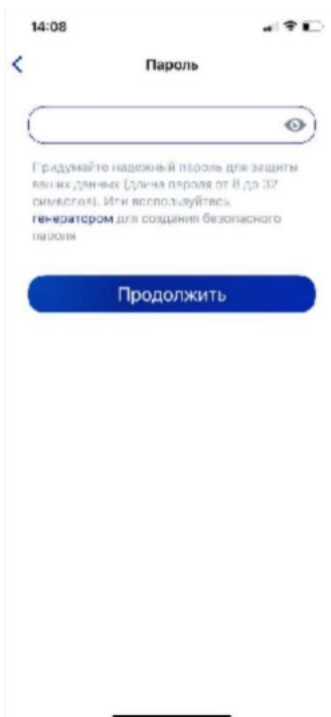 14:08
Пароль
Придумайте надежный пароль для защиты
ваших данных (длина пароля от 8 до 32
символов). Или воспользуйтесь
генератором для создания безопасного
пароля
Продолжить